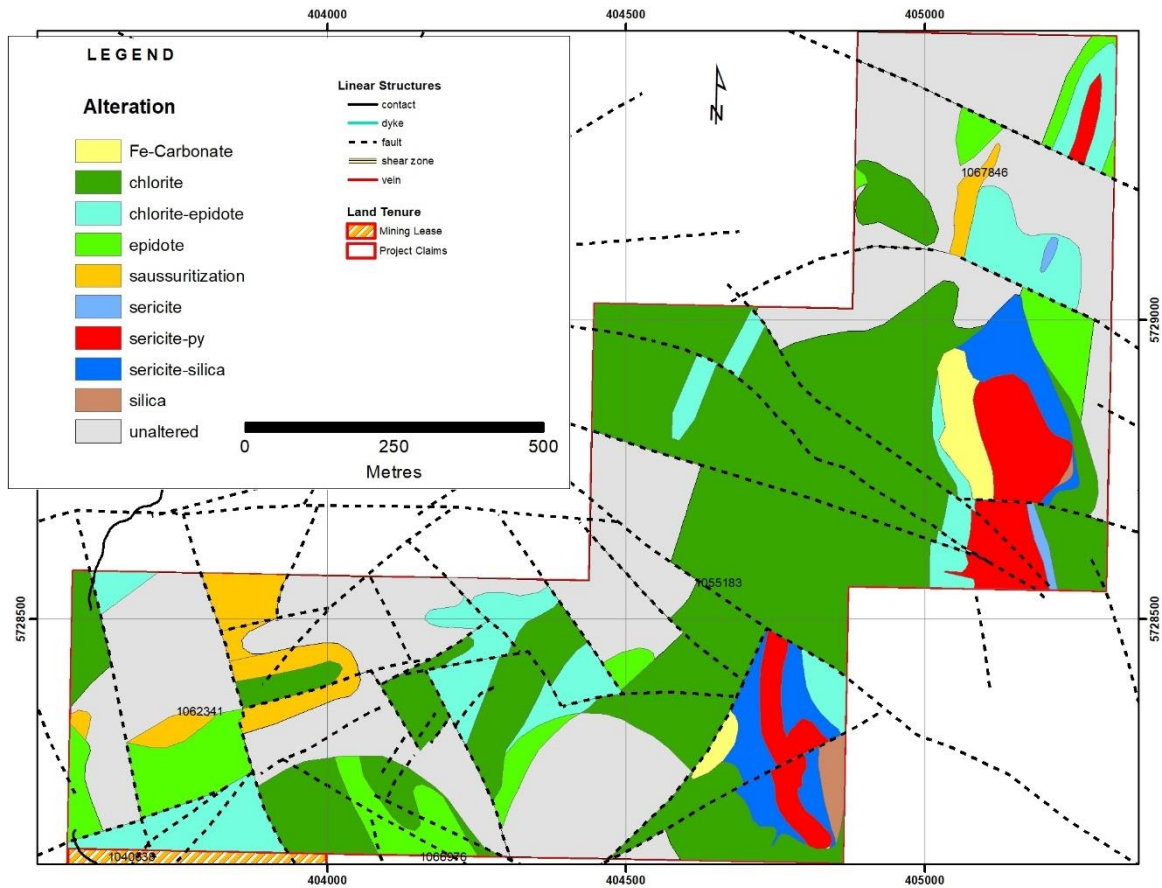 404000
404500
405000
LEGEND
Alteration
Fe-Carbonate
chlorite
chlorite-epidote
epidote
saussuritization
sericite
sericite-py
sericite-silica
silica
unaltered
Linear Structures
contact
dyke
fault
shear zone
vein
Land Tenure
Mining Lease
Project Claims
0
250
500
Metres
N
1067846
5729000
1055183
5728500
5728500
1062341
1066976
404000
404500
405000